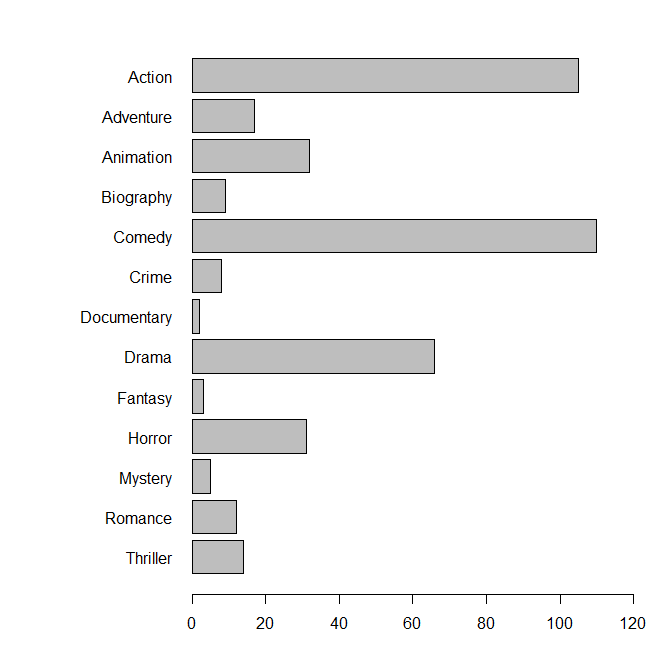 Action
Adventure
Animation
Biography
Comedy
Crime
Documentary
Drama
Fantasy
Horror
Mystery
Romance
Thriller
0 20 40 60 80 100 120